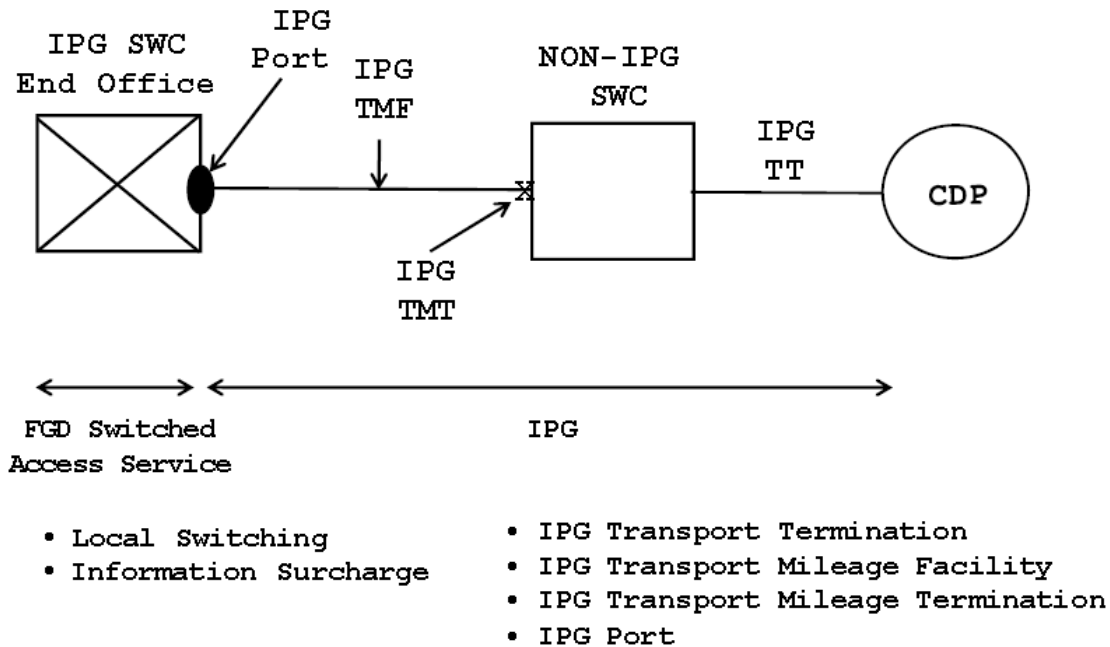 IPG
IPG SWC
End Office
Port
IPG
TMF
NON-IPG
SWC
IPG
TT
X
CDP
IPG
TMT
FGD Switched
Access Service
IPG
• Local Switching
• Information Surcharge
• IPG Transport Termination
• IPG Transport Mileage Facility
• IPG Transport Mileage Termination
• IPG Port